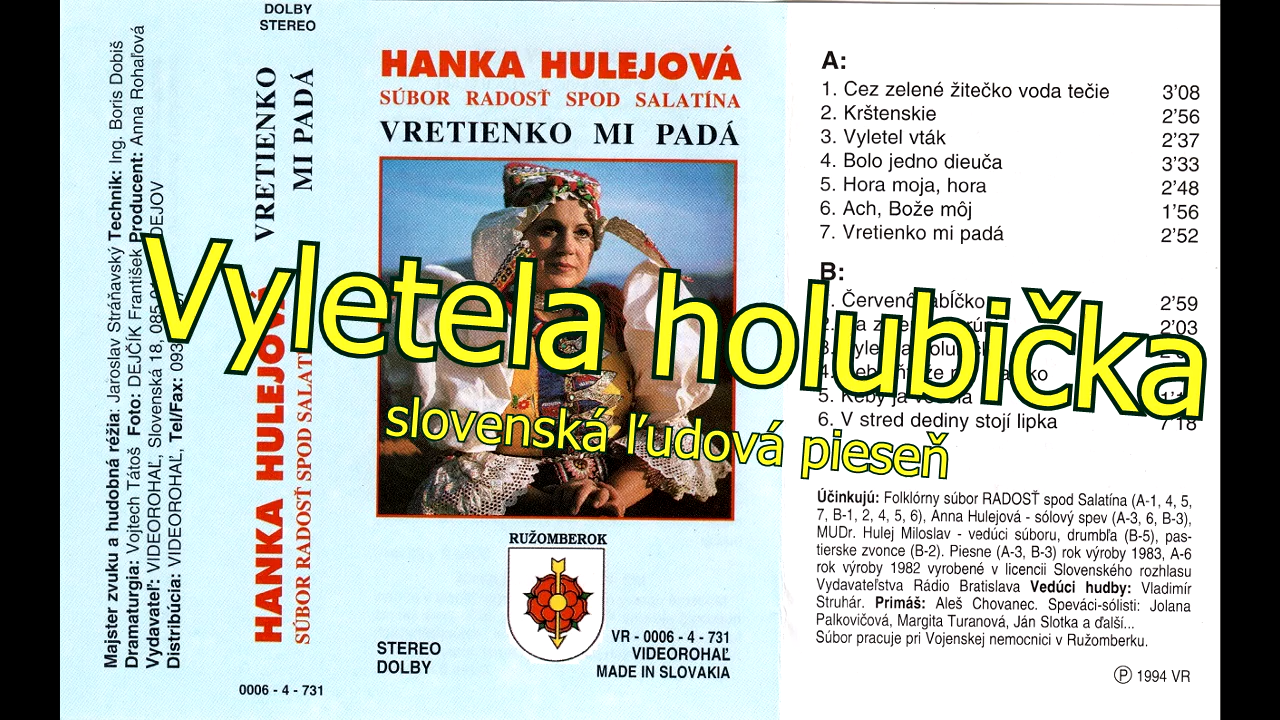 Majster zvuku a hudobná réžia: Jaroslav Stráňavský Technik: Ing. Boris Dobiš
Dramaturgia: Vojtech Tátoš Foto: DEJČÍK František Producent: Anna Rohaľová
Vydavateľ: VIDEOROHAĽ, Slovenská 18, 085
Distribúcia: VIDEOROHAĽ, Tel/Fax:
DOLBY
STEREO
VRETIENKO
MI PADÁ
HANKA HULEJOVÁ
SÚBOR RADOSŤ SPOD
0006 - 4 - 731
HANKA HULEJOVÁ
SÚBOR RADOSŤ SPOD SALATÍNA
VRETIENKO MI PADÁ
Vyletela holubička
slovenská ľudová pieseň
RUŽOMBEROK
STEREO
DOLBY
VR - 0006 - 4 - 731
VIDEOROHAĽ
MADE IN SLOVAKIA
A:
1. Cez zelené žitečko voda tečie 3'08
2. Krštenskie 2'56
3. Vyletel vták 2'37
4. Bolo jedno dieuča 3'33
5. Hora moja, hora 2'48
6. Ach, Bože môj 1'56
7. Vretienko mi padá 2'52
B:
Červenô 2'59
2'03
5. Keby ja
6. V stred dediny stojí lipka 7'18
Účinkujú: Folklórny súbor RADOSŤ spod Salatína (A-1, 4, 5,
7, B-1, 2, 4, 5, 6), Anna Hulejová - sólový spev (A-3, 6, B-3),
MUDr. Hulej Miloslav - vedúci súboru, drumbľa (B-5), pas-
tierske zvonce (B-2). Piesne (A-3, B-3) rok výroby 1983, A-6
rok výroby 1982 vyrobené v licencii Slovenského rozhlasu
Vydavateľstva Rádio Bratislava Vedúci hudby: Vladimír
Struhár. Primáš: Aleš Chovanec. Speváci-sólisti: Jolana
Palkovičová, Margita Turanová, Ján Slotka a ďalší...
Súbor pracuje pri Vojenskej nemocnici v Ružomberku.
Ⓟ 1994 VR